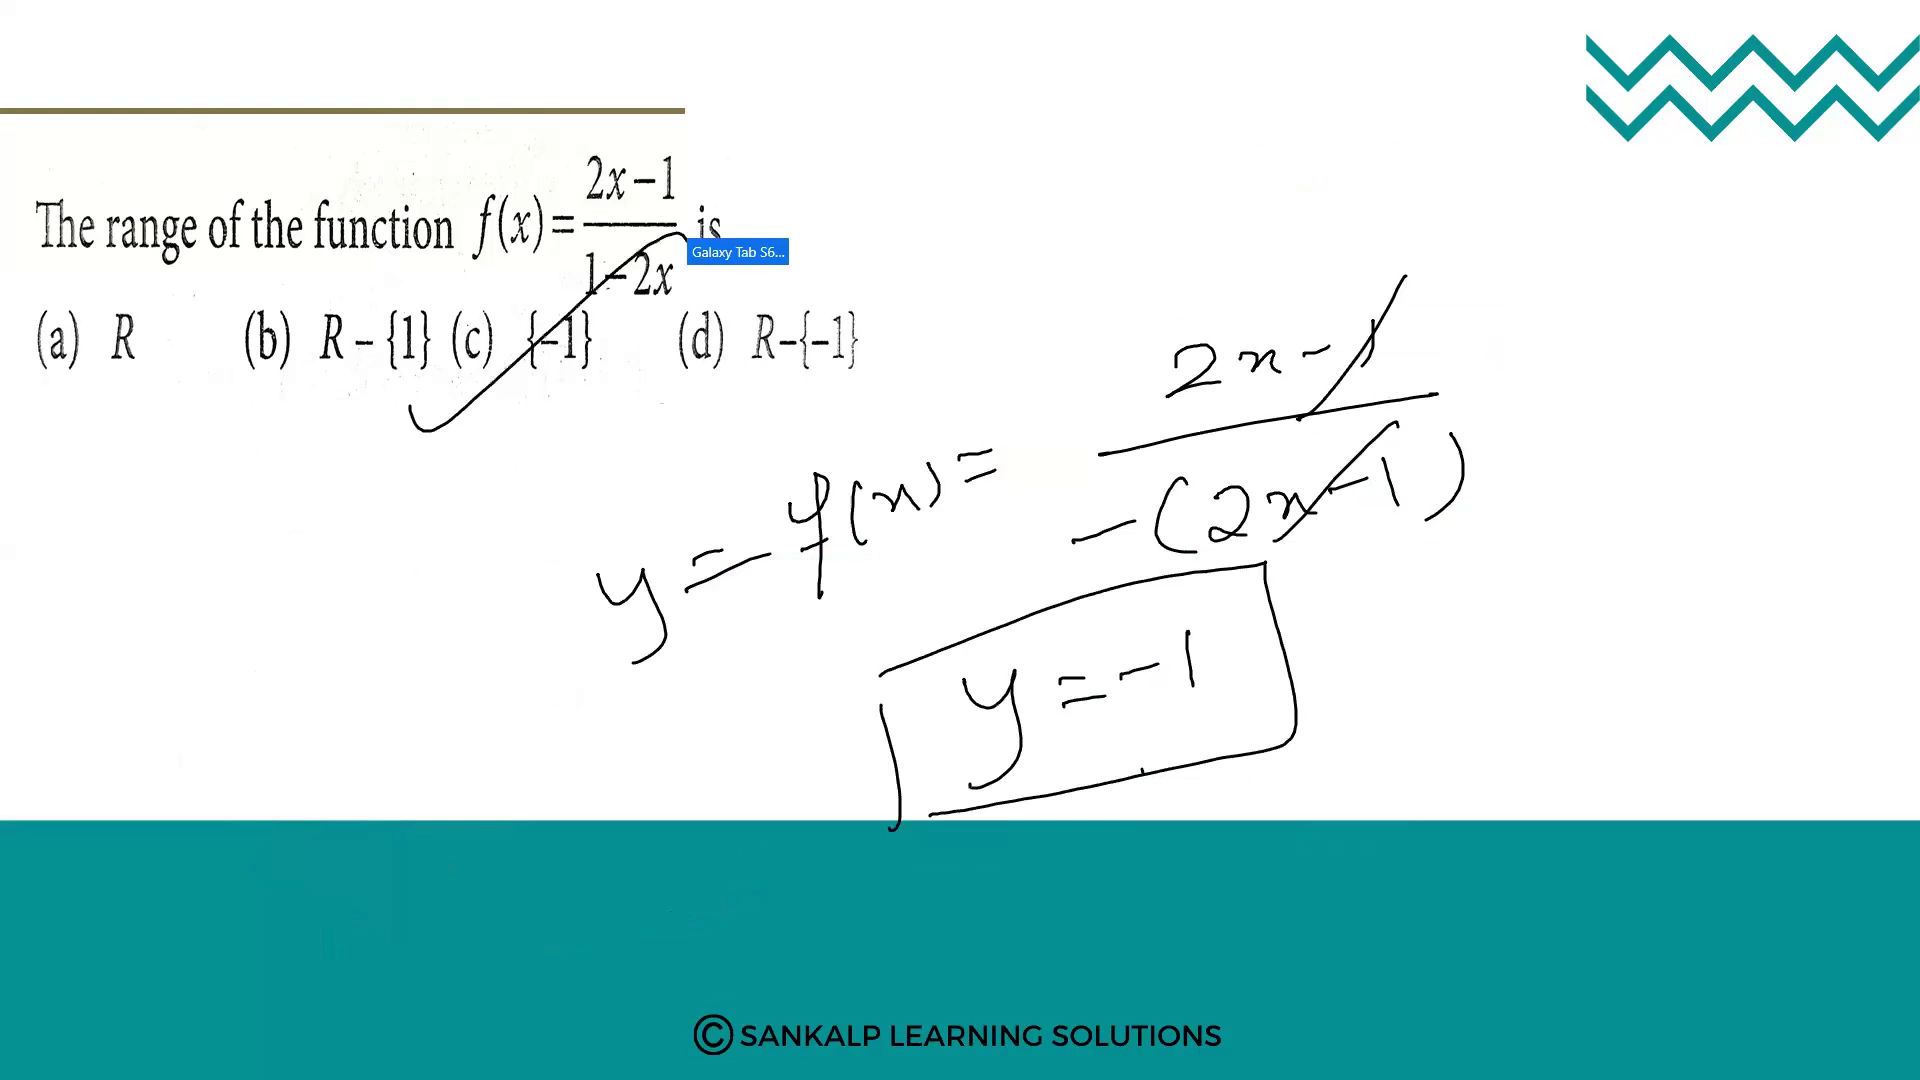 The range of the function f(x)= 2x−1 / 1−2x is
Galaxy Tab S6...
(a) R (b) R−{1} (c) {−1} (d) R−{−1}
y = f(x) = 2x−1 / −(2x−1)
y = −1
© SANKALP LEARNING SOLUTIONS